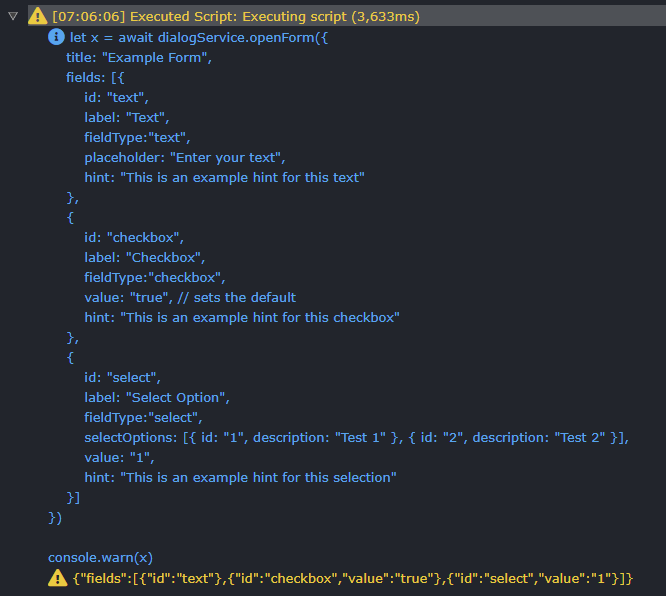 [07:06:06] Executed Script: Executing script (3,633ms)
let x = await dialogService.openForm({
title: "Example Form",
fields: [{
id: "text",
label: "Text",
fieldType:"text",
placeholder: "Enter your text",
hint: "This is an example hint for this text"
},
{
id: "checkbox",
label: "Checkbox",
fieldType:"checkbox",
value: "true", // sets the default
hint: "This is an example hint for this checkbox"
},
{
id: "select",
label: "Select Option",
fieldType:"select",
selectOptions: [{ id: "1", description: "Test 1" }, { id: "2", description: "Test 2" }],
value: "1",
hint: "This is an example hint for this selection"
}]
})
console.warn(x)
{"fields":[{"id":"text"},{"id":"checkbox","value":"true"},{"id":"select","value":"1"}]}